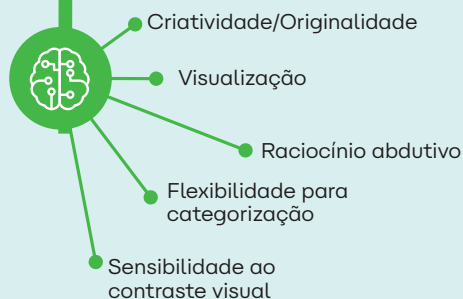 Criatividade/Originalidade
Visualização
Raciocínio abdutivo
Flexibilidade para
categorização
Sensibilidade ao
contraste visual